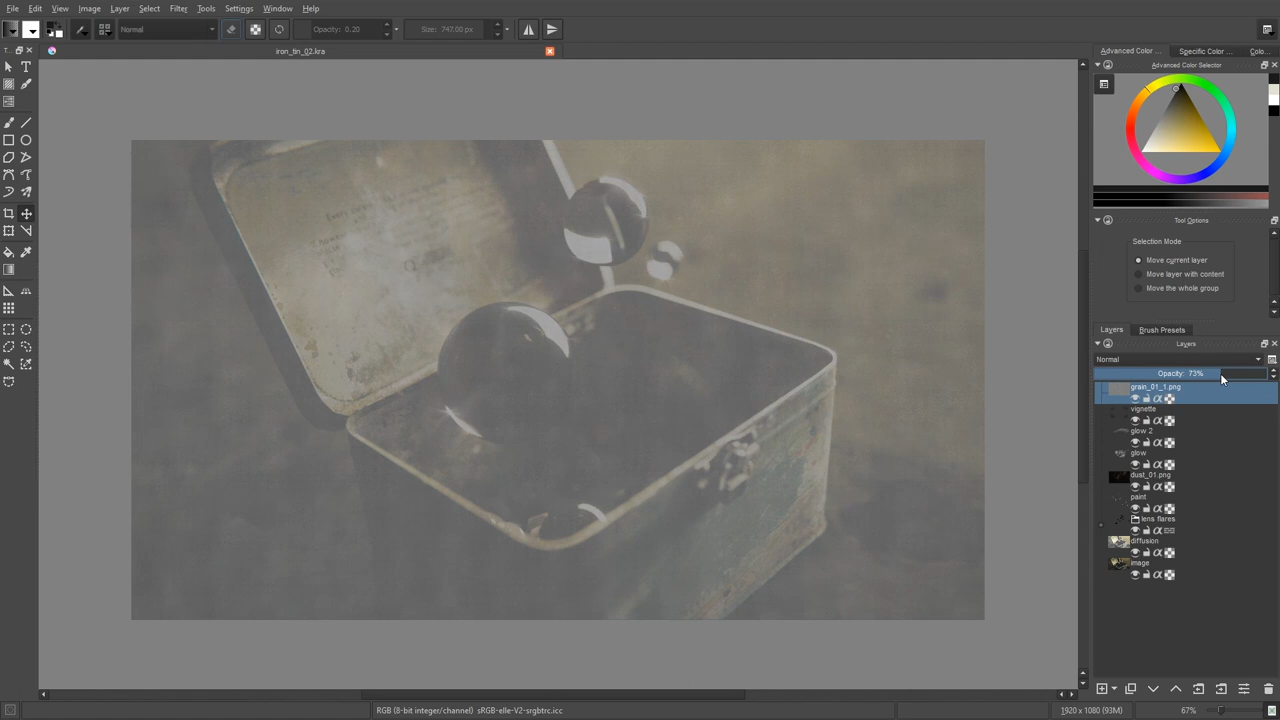 File Edit View Image Layer Select Filter Tools Settings Window Help
Normal Opacity: 0.20 Size: 747.00 px
T... iron_tin_02.kra
Advanced Color ... Specific Color ... Colo...
Advanced Color Selector
Tool Options
Selection Mode
Move current layer
Move layer with content
Move the whole group
Layers Brush Presets
Layers
Normal
Opacity: 73%
grain_01_1.png
vignette
glow 2
glow
dust_01.png
paint
lens flares
diffusion
image
RGB (8-bit integer/channel) sRGB-elle-V2-srgbtrc.icc 1920 x 1080 (93M) 67%